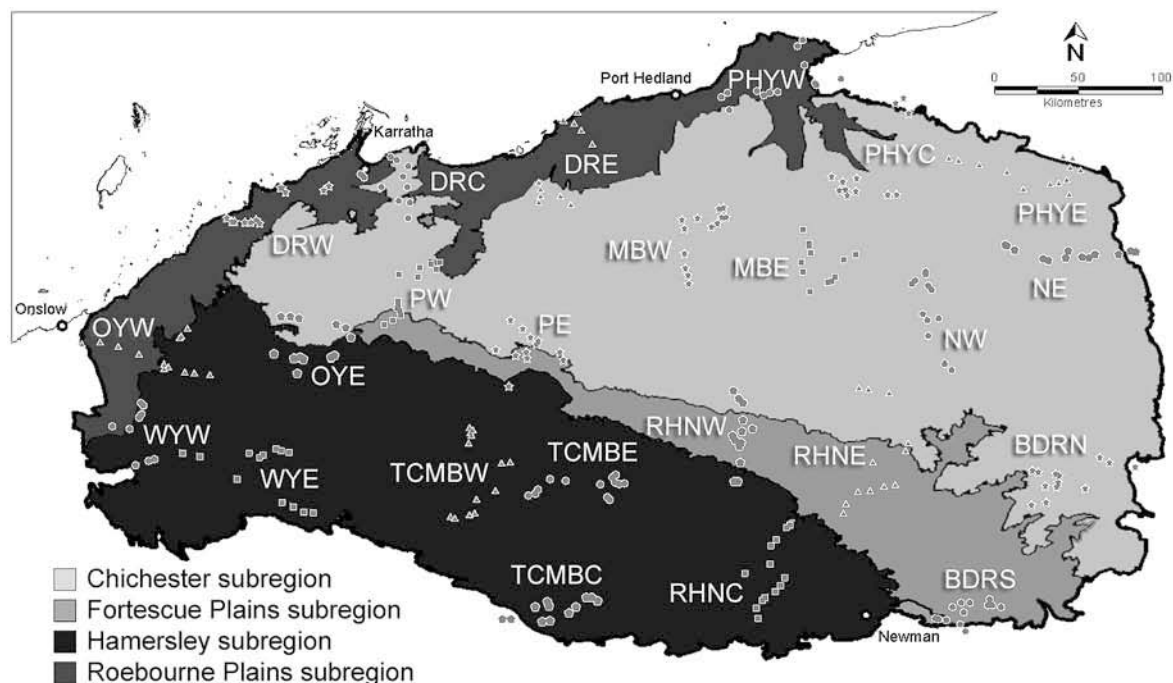 N
0 50 100
Kilometres
Port Hedland
PHYW
Karratha
DRC
DRE
PHYC
PHYE
DRW
MBW
MBE
NE
PW
Onslow
OYW
PE
NW
OYE
WYW
RHNW
BDRN
TCMBE
RHNE
WYE
TCMBW
TCMBC
RHNC
BDRS
Newman
Chichester subregion
Fortescue Plains subregion
Hamersley subregion
Roebourne Plains subregion